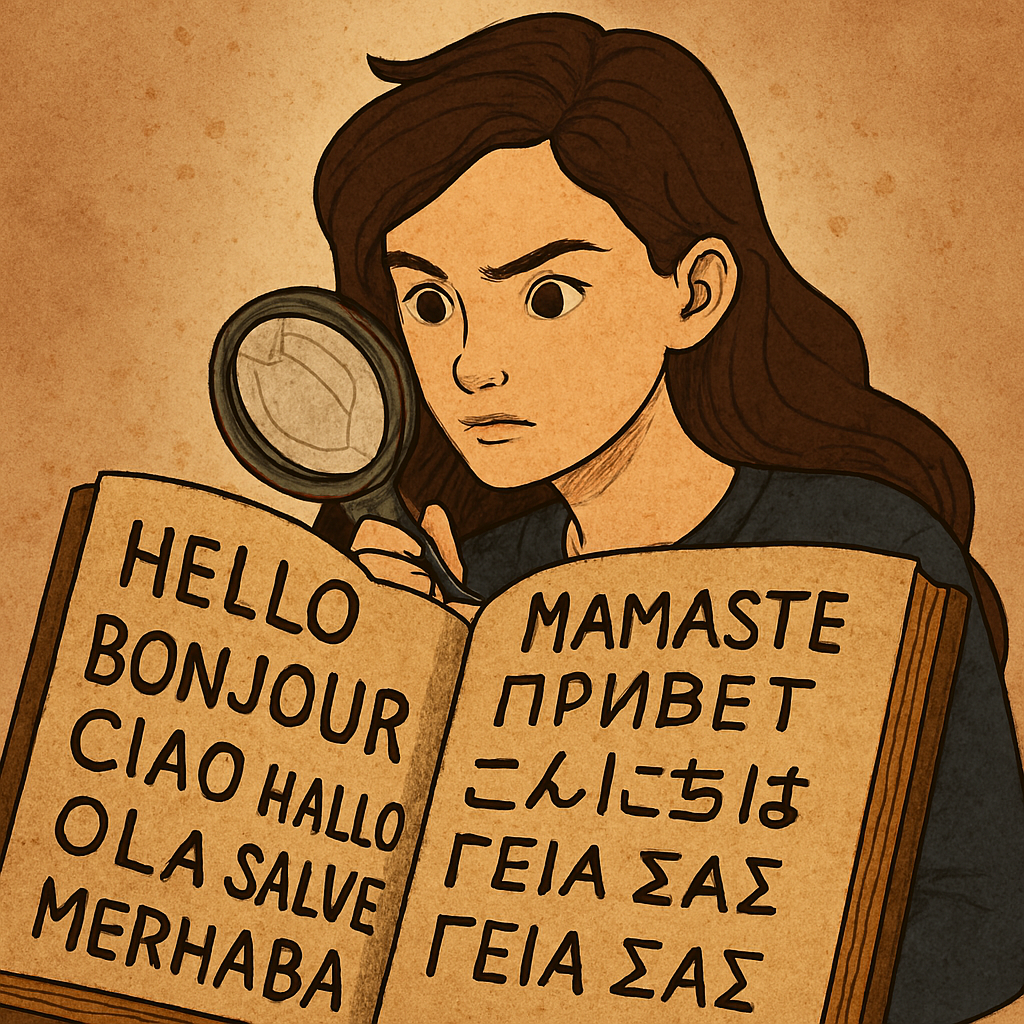 HELLO
BONJOUR
CIAO HALLO
OLA SALVE
MERHABA
MAMASTE
ПРИВЕТ
こんにちは
ΓΕΙΑ ΣΑΣ
ΓΕΙΑ ΣΑΣ